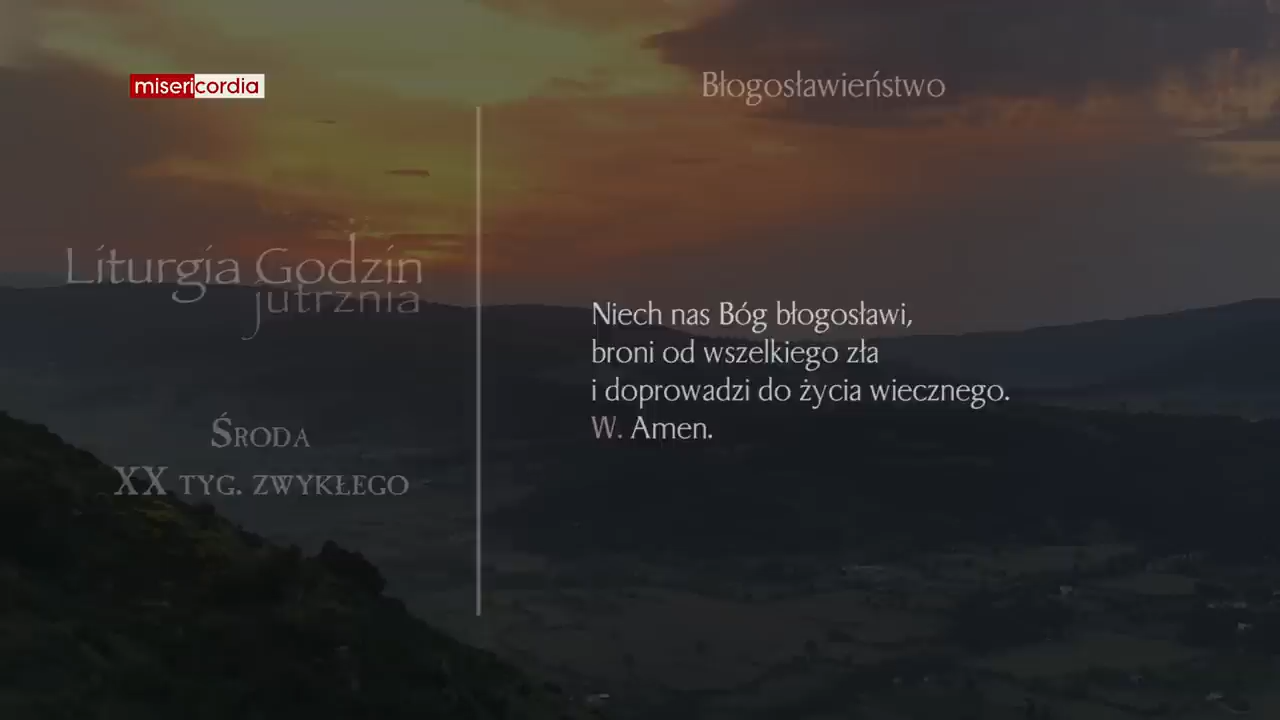 misericordia
Błogosławieństwo
Liturgia Godzin
jutrznia
Środa
XX tyg. zwykłego
Niech nas Bóg błogosławi,
broni od wszelkiego zła
i doprowadzi do życia wiecznego.
W. Amen.